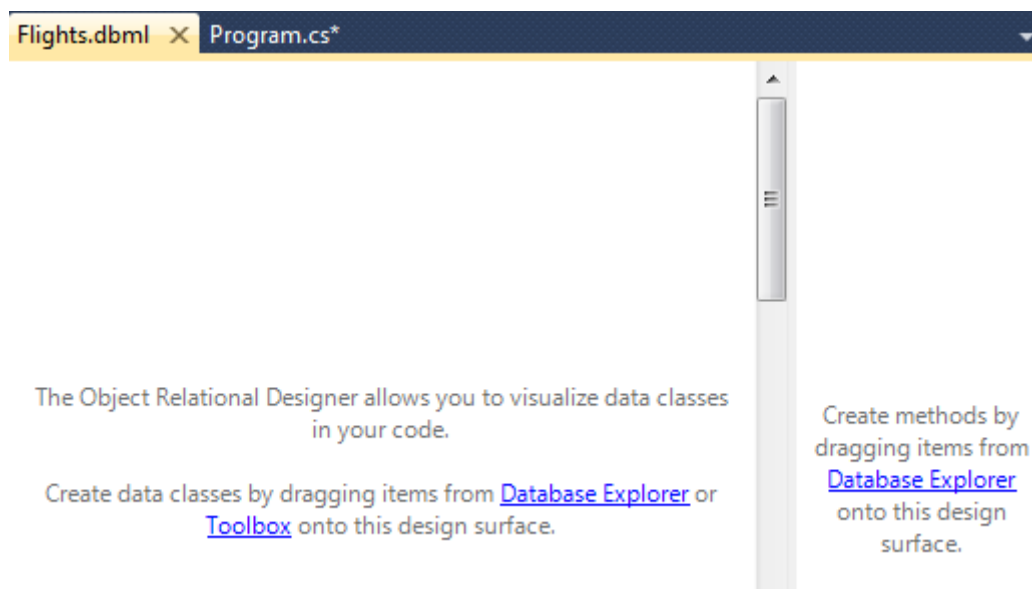 Flights.dbml
Program.cs*
The Object Relational Designer allows you to visualize data classes
in your code.
Create data classes by dragging items from Database Explorer or
Toolbox onto this design surface.
Create methods by
dragging items from
Database Explorer
onto this design
surface.